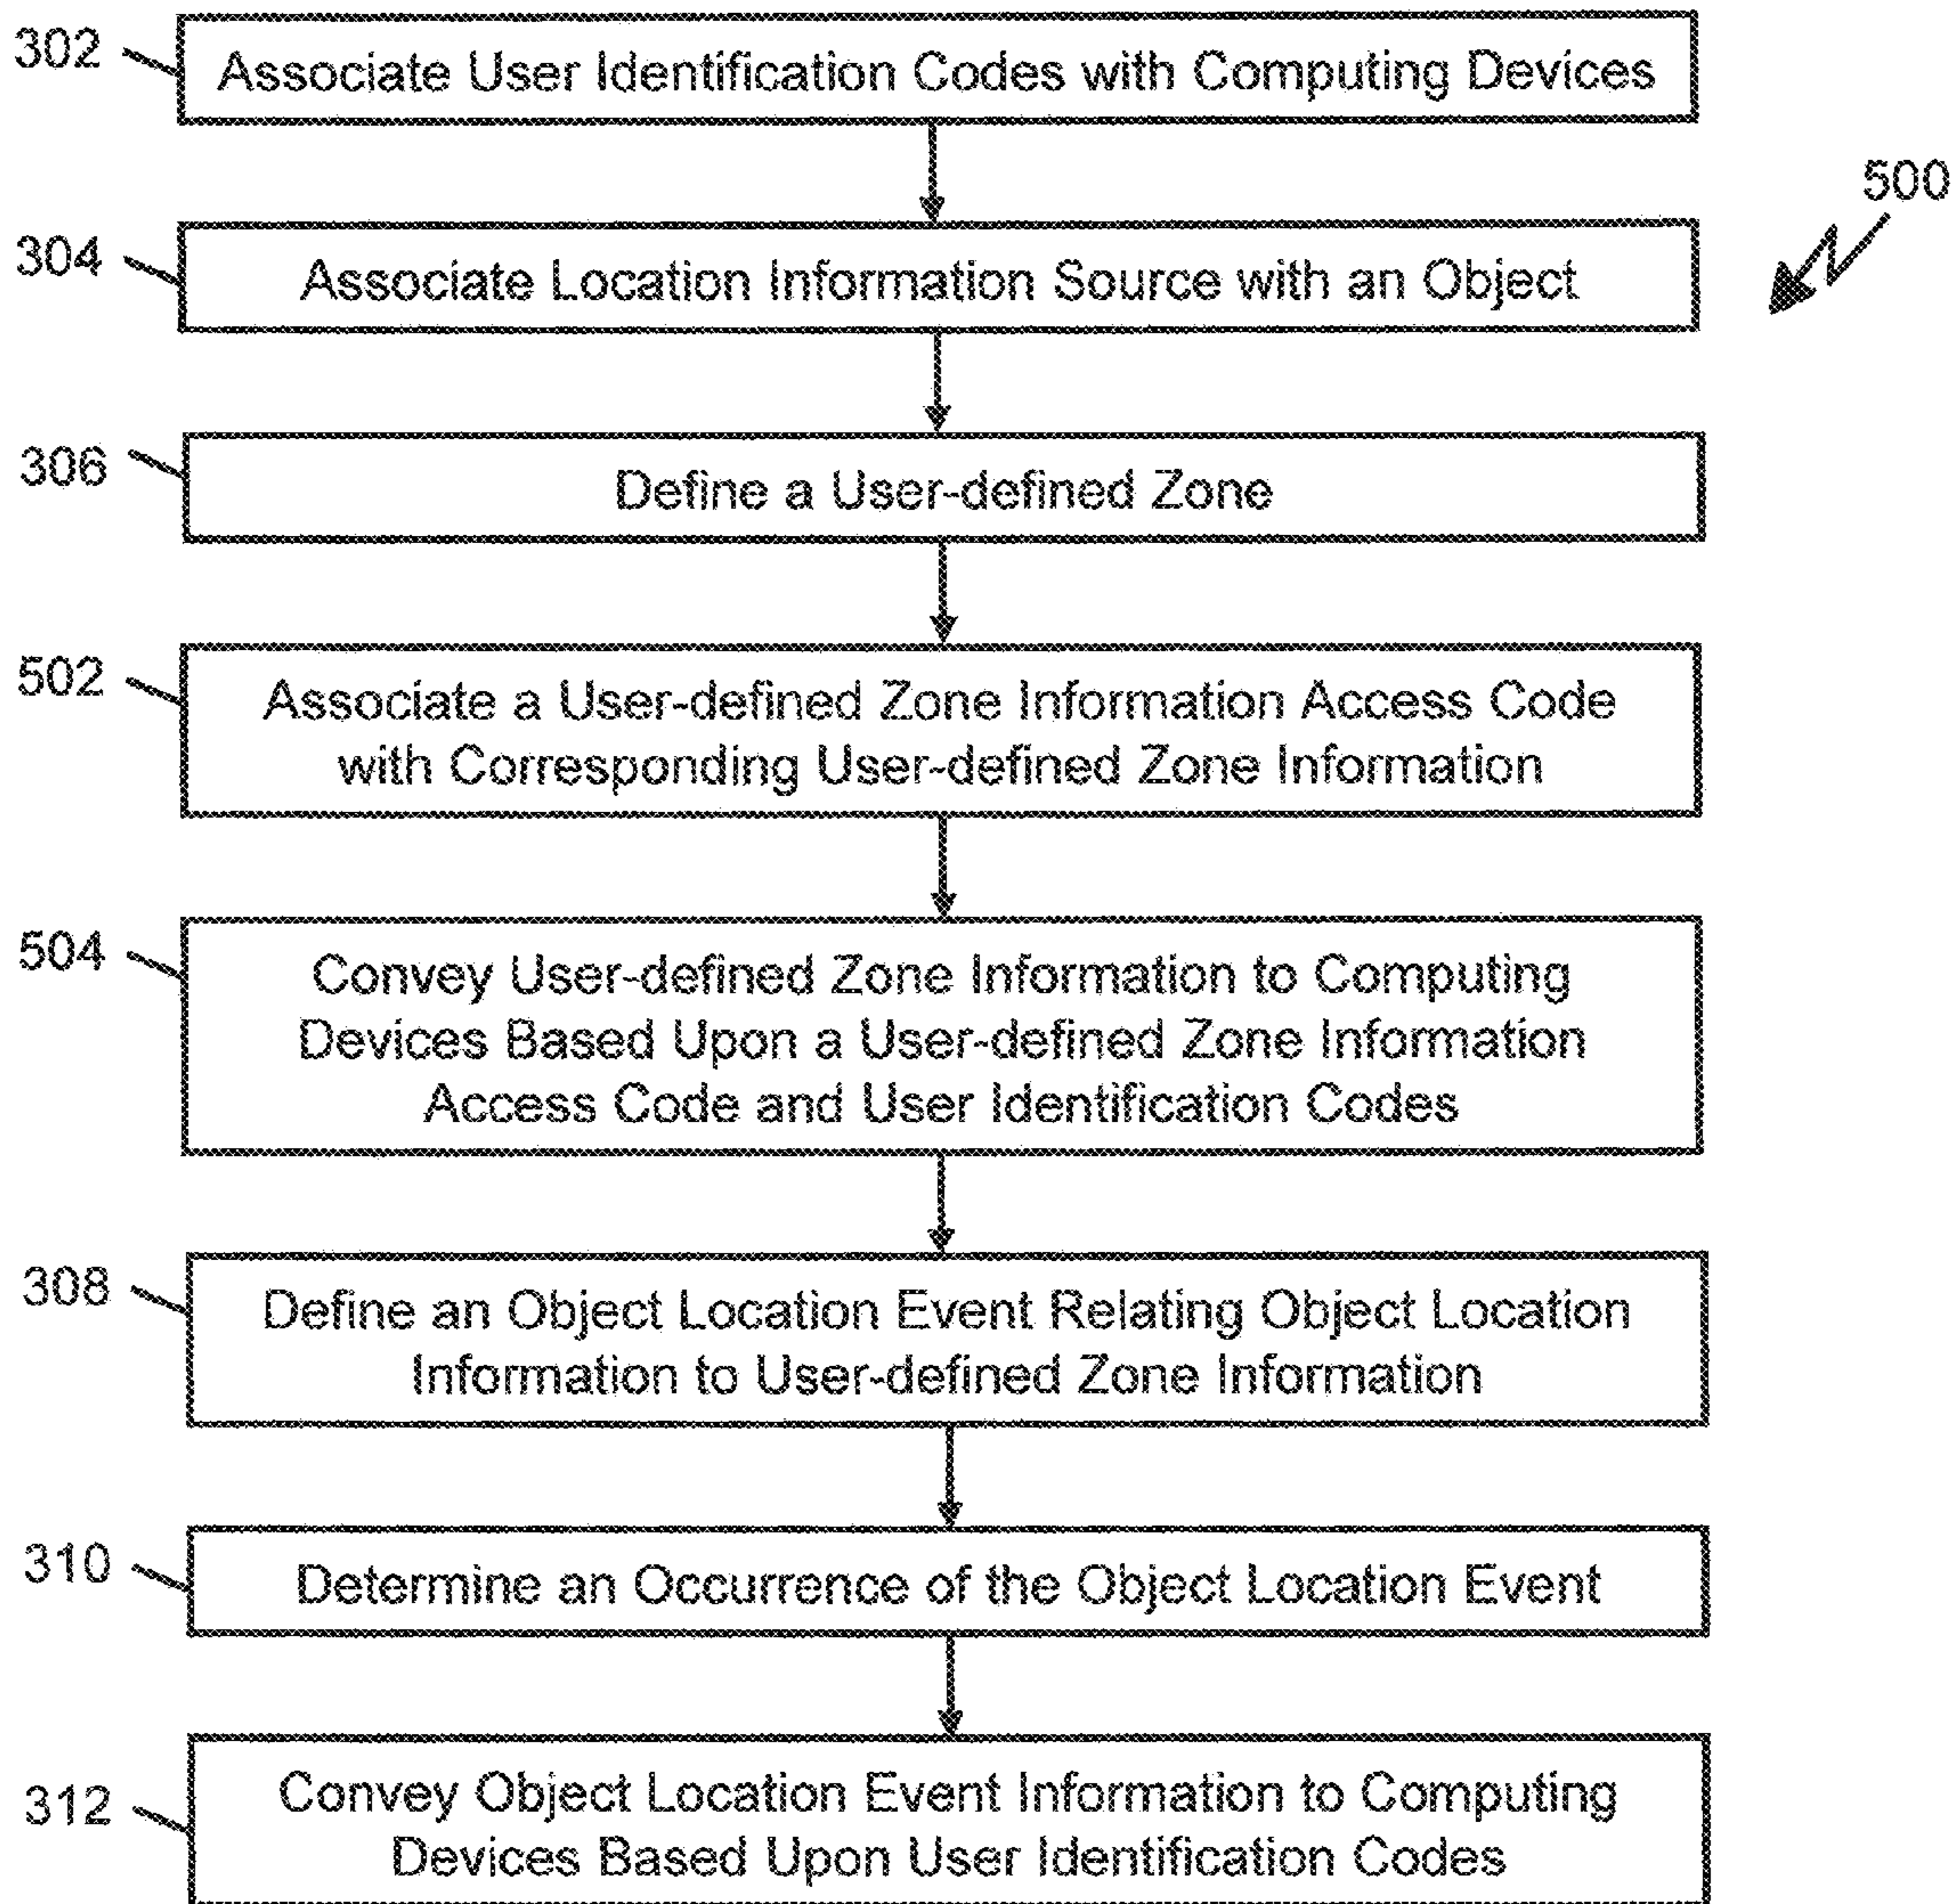 302
Associate User Identification Codes with Computing Devices
500
304
Associate Location Information Source with an Object
306
Define a User-defined Zone
502
Associate a User-defined Zone Information Access Code
with Corresponding User-defined Zone Information
504
Convey User-defined Zone Information to Computing
Devices Based Upon a User-defined Zone Information
Access Code and User Identification Codes
308
Define an Object Location Event Relating Object Location
Information to User-defined Zone Information
310
Determine an Occurrence of the Object Location Event
312
Convey Object Location Event Information to Computing
Devices Based Upon User Identification Codes